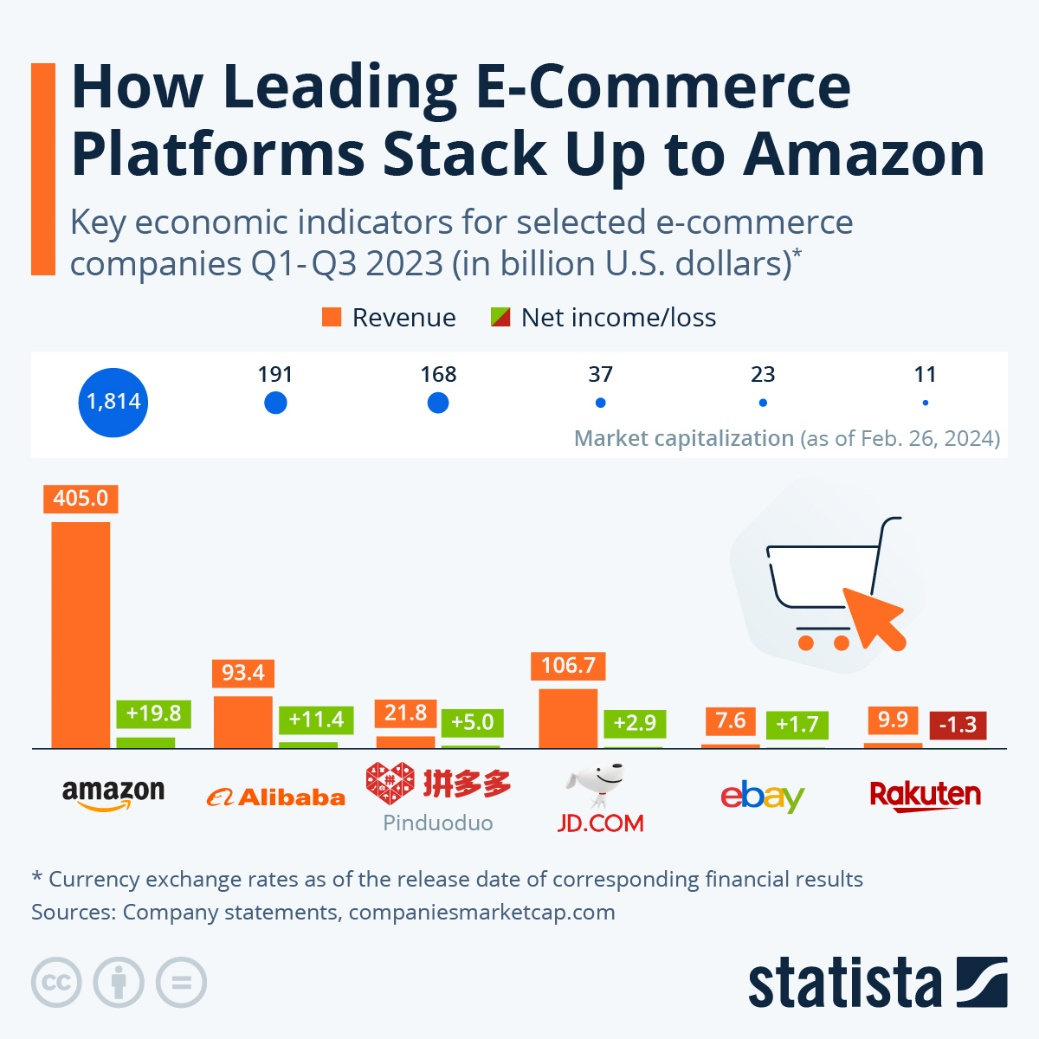 How Leading E-Commerce
Platforms Stack Up to Amazon
Key economic indicators for selected e-commerce
companies Q1-Q3 2023 (in billion U.S. dollars)*
Revenue Net income/loss
1,814 191 168 37 23 11
Market capitalization (as of Feb. 26, 2024)
405.0 +19.8 93.4 +11.4 21.8 +5.0 106.7 +2.9 7.6 +1.7 9.9 -1.3
amazon Alibaba 拼多多 JD.COM ebay Rakuten
Pinduoduo
* Currency exchange rates as of the release date of corresponding financial results
Sources: Company statements, companiesmarketcap.com
cc
statista